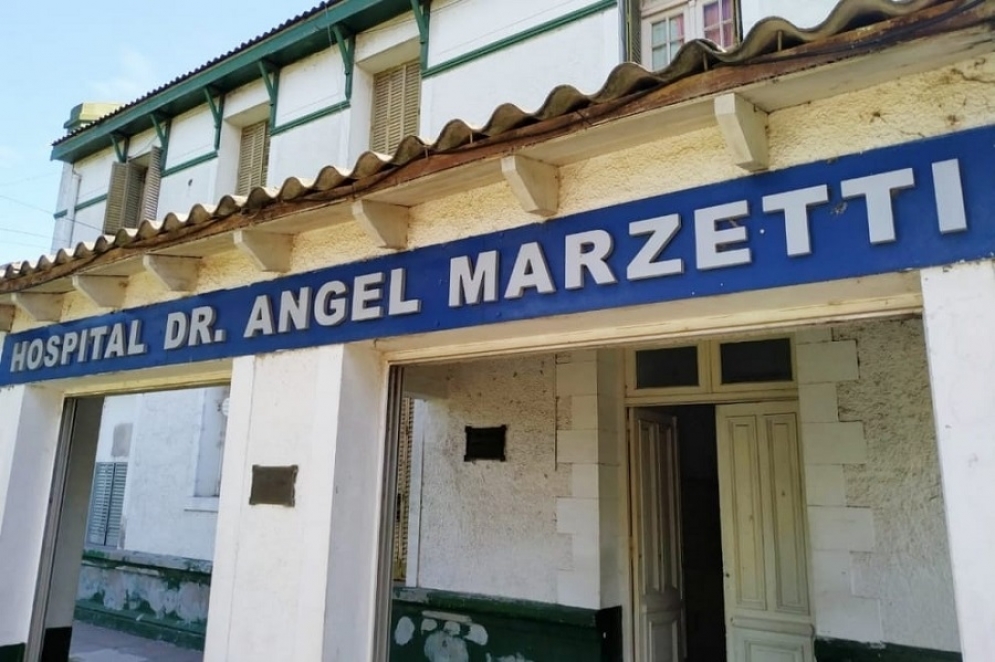 HOSPITAL DR. ANGEL MARZETTI